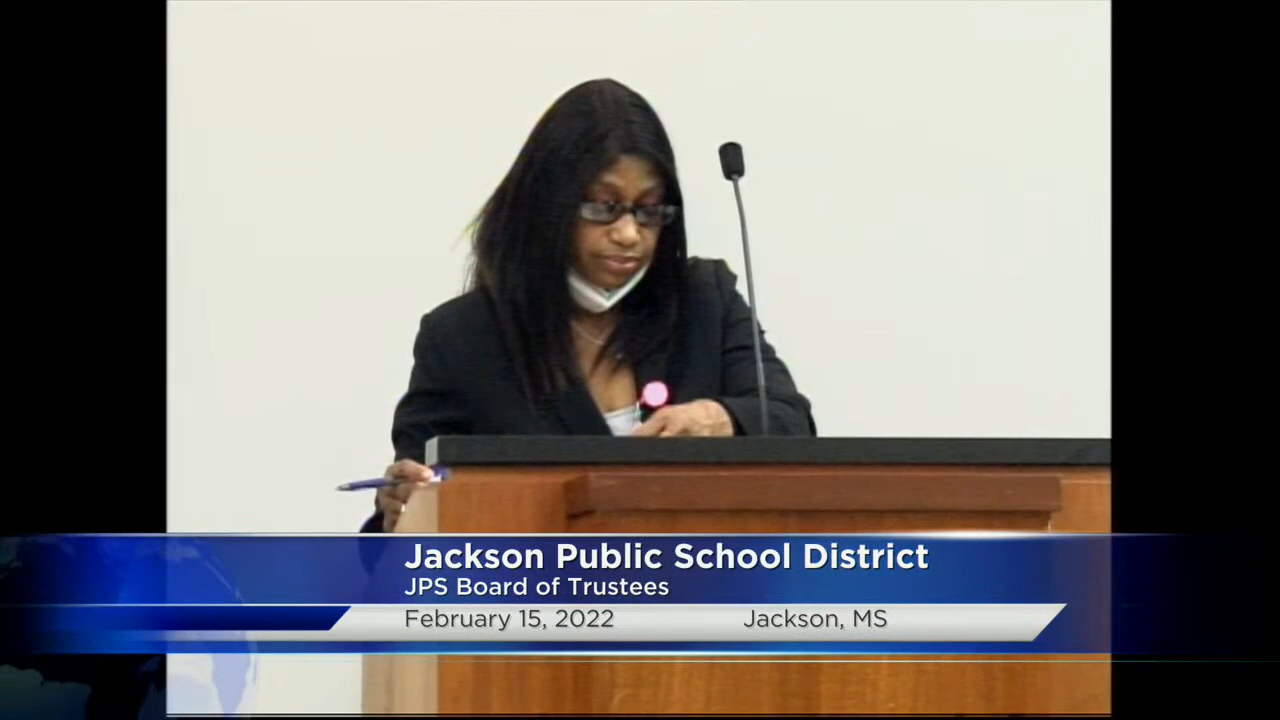 Jackson Public School District
JPS Board of Trustees
February 15, 2022 Jackson, MS